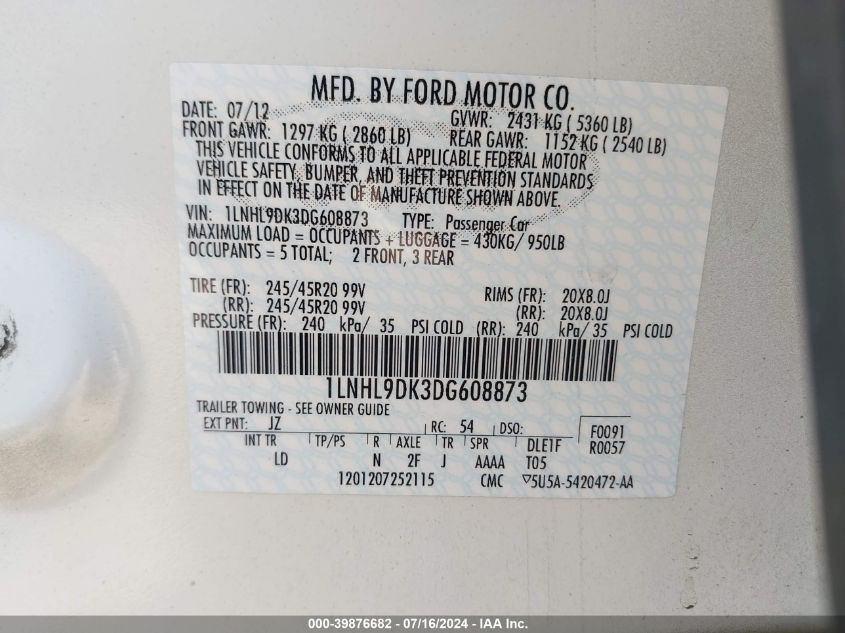 MFD. BY FORD MOTOR CO.
DATE: 07/12 GVWR: 2431 KG ( 5360 LB)
FRONT GAWR: 1297 KG ( 2860 LB) REAR GAWR: 1152 KG ( 2540 LB)
THIS VEHICLE CONFORMS TO ALL APPLICABLE FEDERAL MOTOR
VEHICLE SAFETY, BUMPER, AND THEFT PREVENTION STANDARDS
IN EFFECT ON THE DATE OF MANUFACTURE SHOWN ABOVE.
VIN: 1LNHL9DK3DG608873 TYPE: Passenger Car
MAXIMUM LOAD = OCCUPANTS + LUGGAGE = 430KG/ 950LB
OCCUPANTS = 5 TOTAL; 2 FRONT, 3 REAR
TIRE (FR): 245/45R20 99V RIMS (FR): 20X8.0J
(RR): 245/45R20 99V (RR): 20X8.0J
PRESSURE (FR): 240 kPa/ 35 PSI COLD (RR): 240 kPa/ 35 PSI COLD
1LNHL9DK3DG608873
TRAILER TOWING - SEE OWNER GUIDE
EXT PNT: JZ RC: 54 DSO: F0091
INT TR TP/PS R AXLE TR SPR DLE1F R0057
LD N 2F J AAAA T05
1201207252115 CMC ▽5U5A-5420472-AA
000-39876682 - 07/16/2024 - IAA Inc.